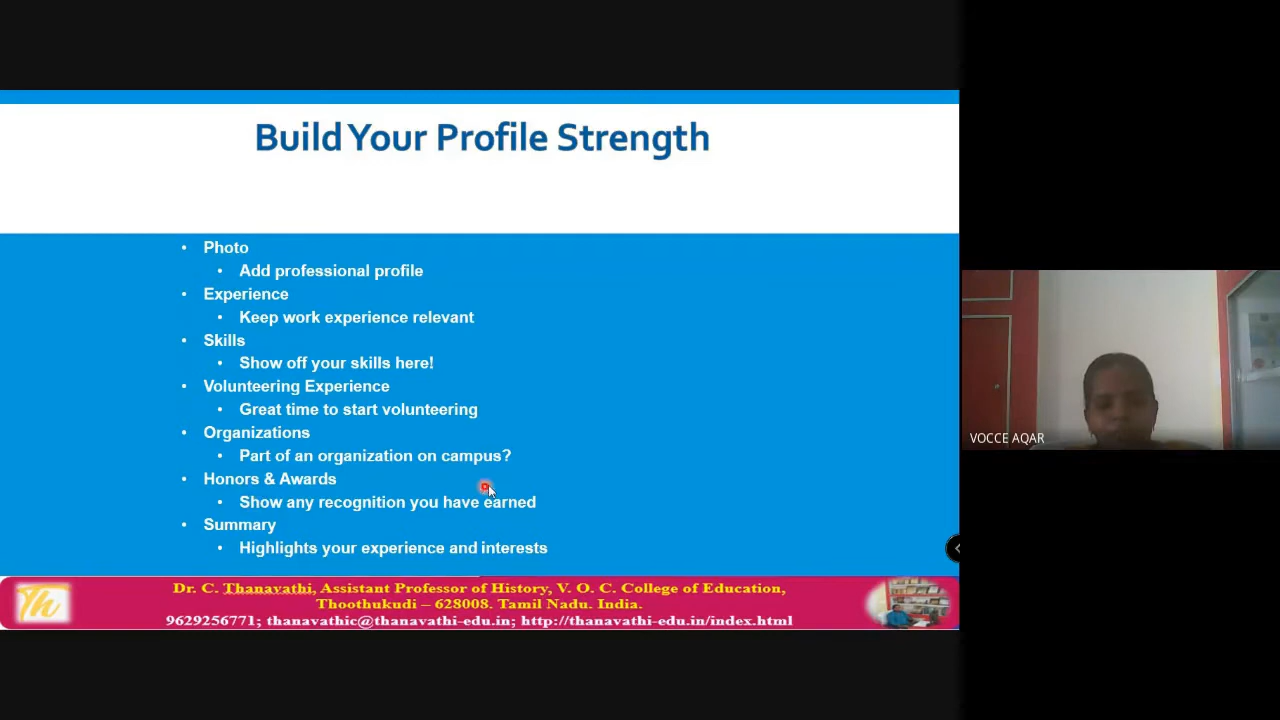 Build Your Profile Strength
• Photo
• Add professional profile
• Experience
• Keep work experience relevant
• Skills
• Show off your skills here!
• Volunteering Experience
• Great time to start volunteering
• Organizations
• Part of an organization on campus?
• Honors & Awards
• Show any recognition you have earned
• Summary
• Highlights your experience and interests
Th
Dr. C. Thanavathi, Assistant Professor of History, V. O. C. College of Education,
Thoothukudi – 628008. Tamil Nadu. India.
9629256771; thanavathic@thanavathi-edu.in; http://thanavathi-edu.in/index.html
VOCCE AQAR